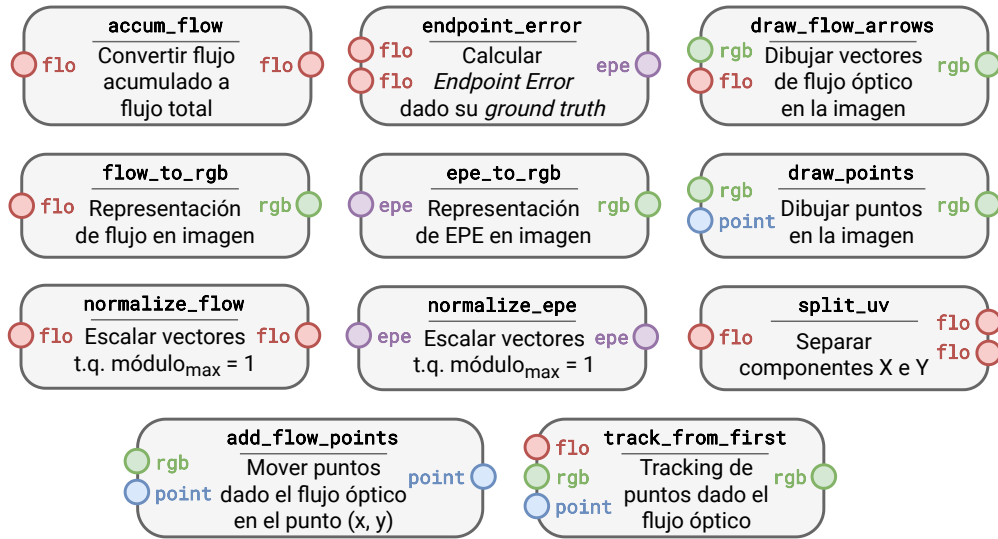 accum_flow
flo
Convertir flujo
acumulado a
flujo total
flo
endpoint_error
flo
flo
Calcular
Endpoint Error
dado su ground truth
epe
draw_flow_arrows
rgb
flo
Dibujar vectores
de flujo óptico
en la imagen
rgb
flow_to_rgb
flo
Representación
de flujo en imagen
rgb
epe_to_rgb
epe
Representación
de EPE en imagen
rgb
draw_points
rgb
point
Dibujar puntos
en la imagen
rgb
normalize_flow
flo
Escalar vectores
t.q. módulomax = 1
flo
normalize_epe
epe
Escalar vectores
t.q. módulomax = 1
epe
split_uv
flo
Separar
componentes X e Y
flo
flo
add_flow_points
rgb
point
Mover puntos
dado el flujo óptico
en el punto (x, y)
point
track_from_first
flo
rgb
point
Tracking de
puntos dado el
flujo óptico
rgb